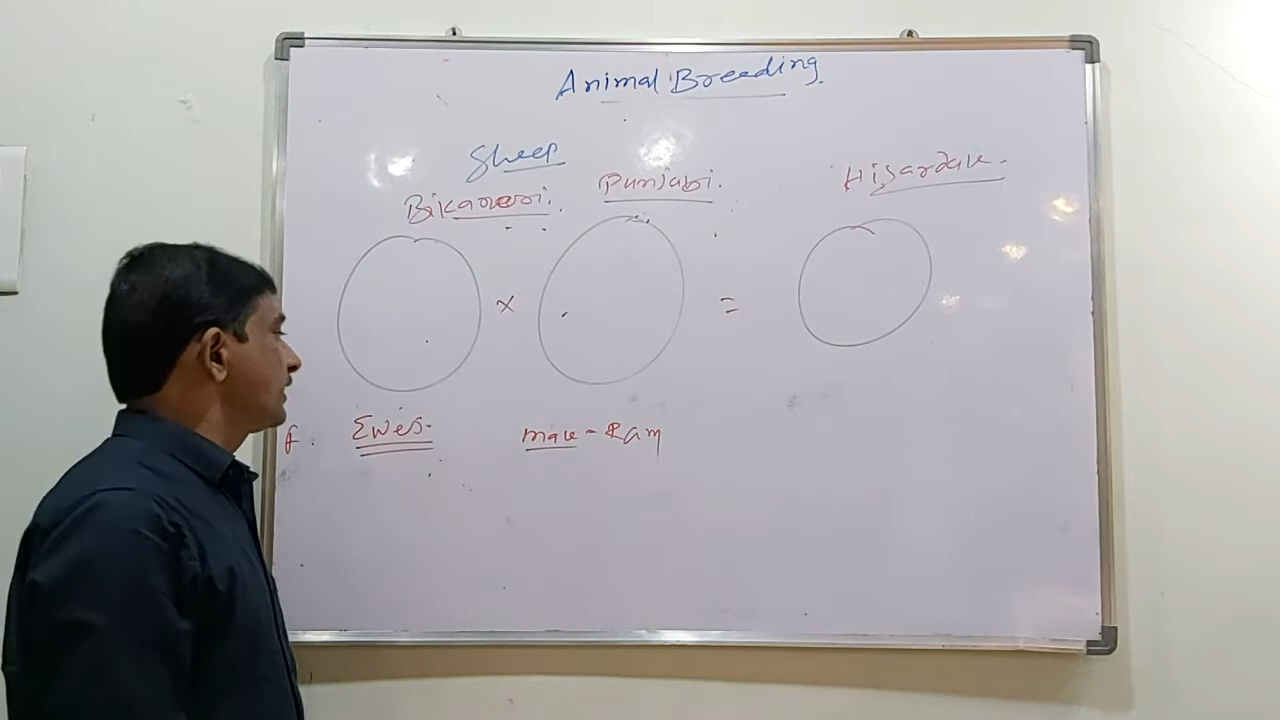 Animal Breeding.
Sheep
Bikaneri. Punjabi. Hisardale.
× =
f. Ewes. male = Ram